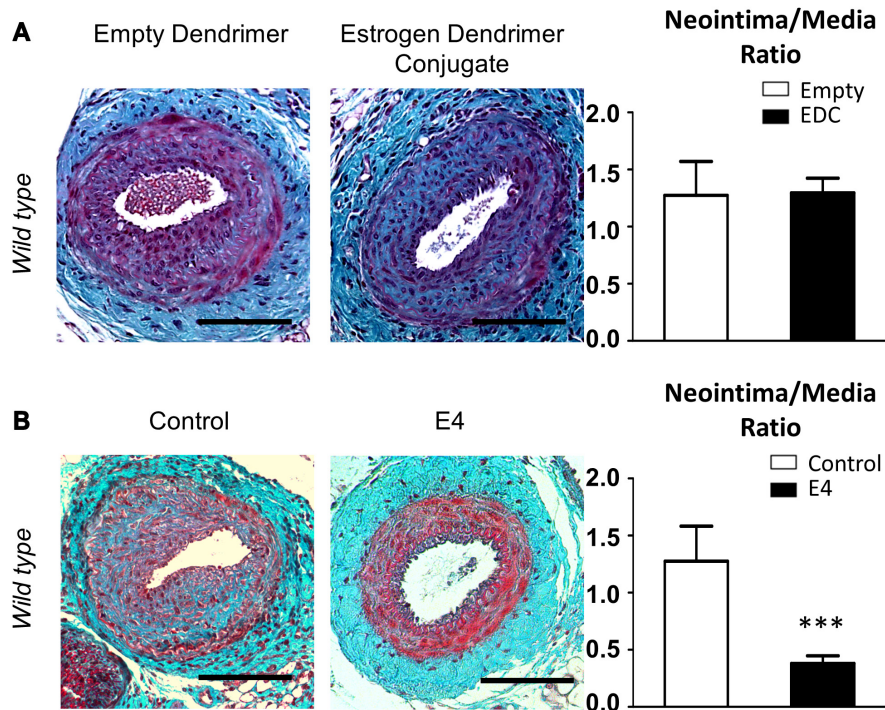 A
Empty Dendrimer
Estrogen Dendrimer
Conjugate
Neointima/Media
Ratio
Empty
EDC
Wild type
2.0
1.5
1.0
0.5
0.0
B
Control
E4
Neointima/Media
Ratio
Control
E4
Wild type
2.0
1.5
1.0
0.5
0.0
***